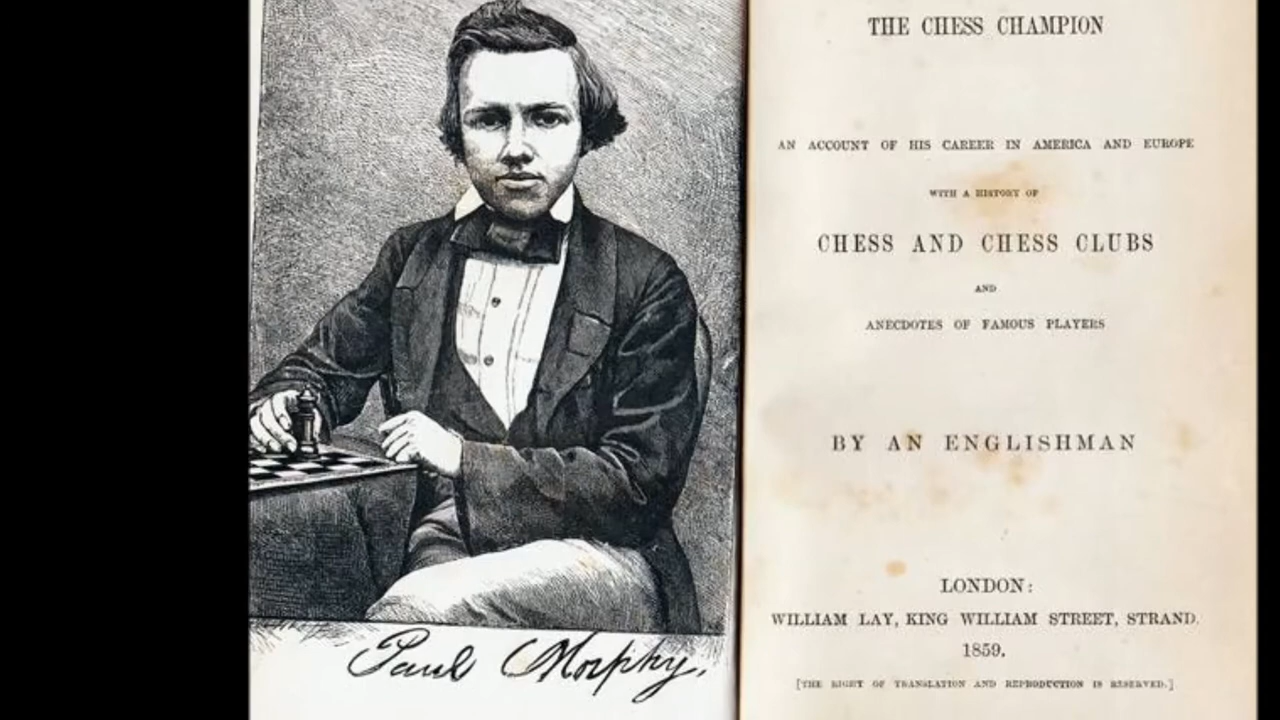 Paul Morphy.
THE CHESS CHAMPION
AN ACCOUNT OF HIS CAREER IN AMERICA AND EUROPE
WITH A HISTORY OF
CHESS AND CHESS CLUBS
AND
ANECDOTES OF FAMOUS PLAYERS
BY AN ENGLISHMAN
LONDON:
WILLIAM LAY, KING WILLIAM STREET, STRAND.
1859.
[THE RIGHT OF TRANSLATION AND REPRODUCTION IS RESERVED.]